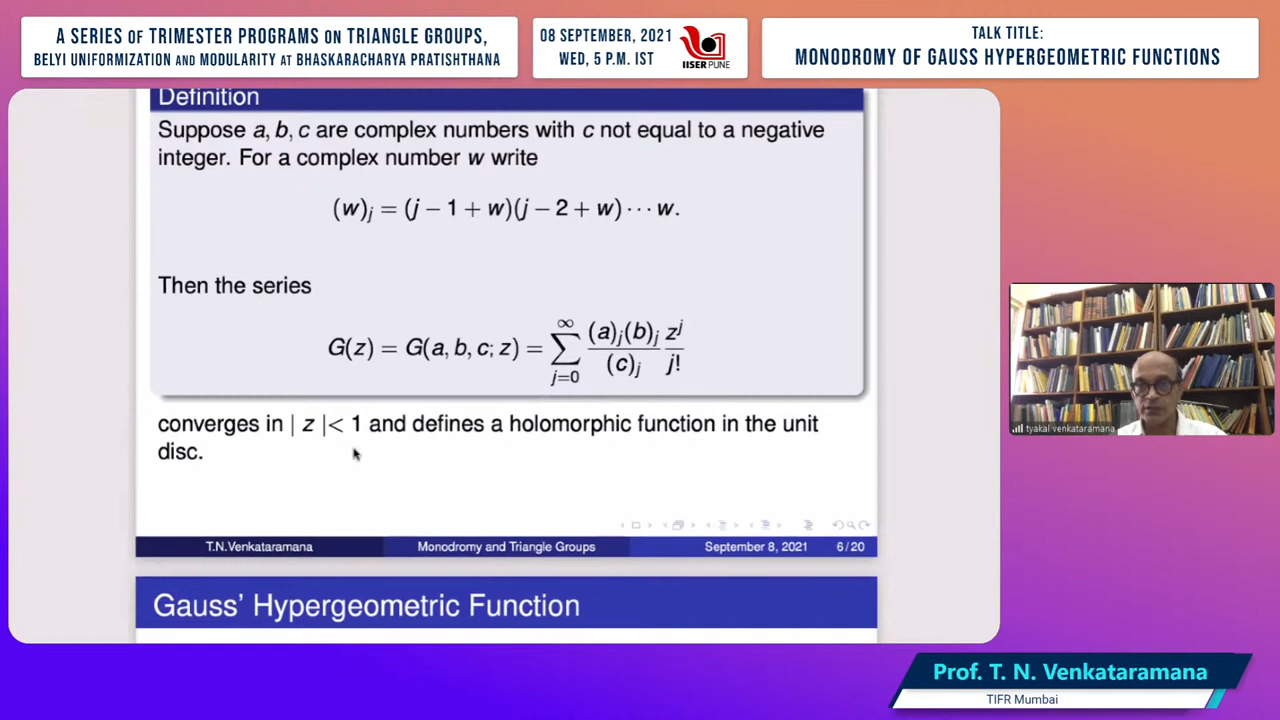 A SERIES OF TRIMESTER PROGRAMS ON TRIANGLE GROUPS,
BELYI UNIFORMIZATION AND MODULARITY AT BHASKARACHARYA PRATISHTHANA
08 SEPTEMBER, 2021
WED, 5 P.M. IST
IISER PUNE
TALK TITLE:
MONODROMY OF GAUSS HYPERGEOMETRIC FUNCTIONS
Definition
Suppose a, b, c are complex numbers with c not equal to a negative
integer. For a complex number w write
(w)_j = (j − 1 + w)(j − 2 + w) ⋯ w.
Then the series
G(z) = G(a, b, c; z) = ∑_{j=0}^{∞} \frac{(a)_j(b)_j}{(c)_j} \frac{z^j}{j!}
converges in | z |< 1 and defines a holomorphic function in the unit
disc.
T.N.Venkataramana Monodromy and Triangle Groups September 8, 2021 6 / 20
Gauss' Hypergeometric Function
tyakal venkataramana
Prof. T. N. Venkataramana
TIFR Mumbai